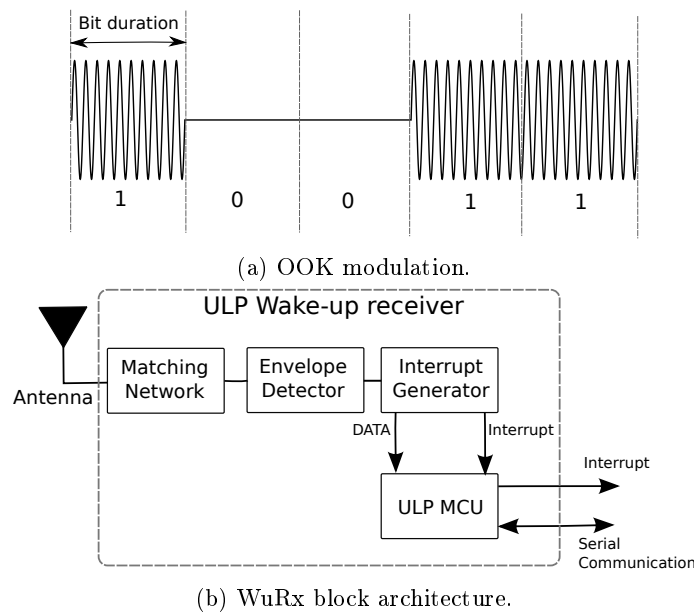 Bit duration
1 0 0 1 1
(a) OOK modulation.
ULP Wake-up receiver
Antenna
Matching
Network
Envelope
Detector
Interrupt
Generator
DATA
Interrupt
ULP MCU
Interrupt
Serial
Communication
(b) WuRx block architecture.